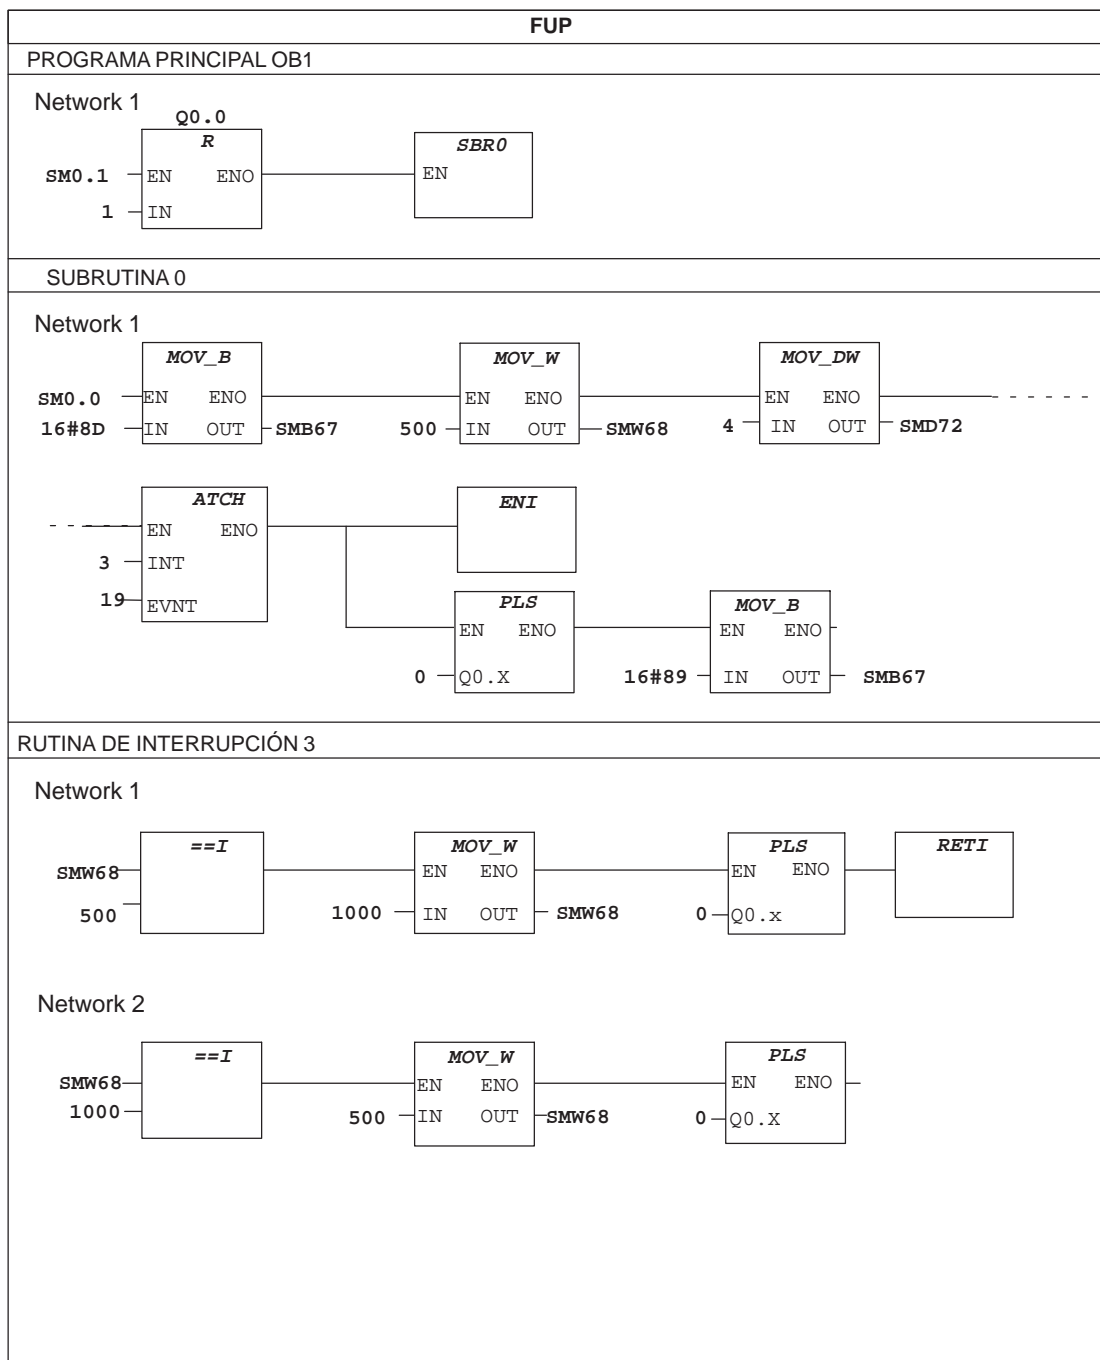 FUP
PROGRAMA PRINCIPAL OB1
Network 1
Q0.0
R SBR0
SM0.1 EN ENO EN
1 IN
SUBRUTINA 0
Network 1
MOV_B MOV_W MOV_DW
SM0.0 EN ENO EN ENO EN ENO
16#8D IN OUT SMB67 500 IN OUT SMW68 4 IN OUT SMD72
ATCH ENI
EN ENO
3 INT
19 EVNT
PLS MOV_B
EN ENO EN ENO
0 Q0.X 16#89 IN OUT SMB67
RUTINA DE INTERRUPCIÓN 3
Network 1
==I MOV_W PLS RETI
SMW68 EN ENO EN ENO
500 1000 IN OUT SMW68 0 Q0.x
Network 2
==I MOV_W PLS
SMW68 EN ENO EN ENO
1000 500 IN OUT SMW68 0 Q0.X